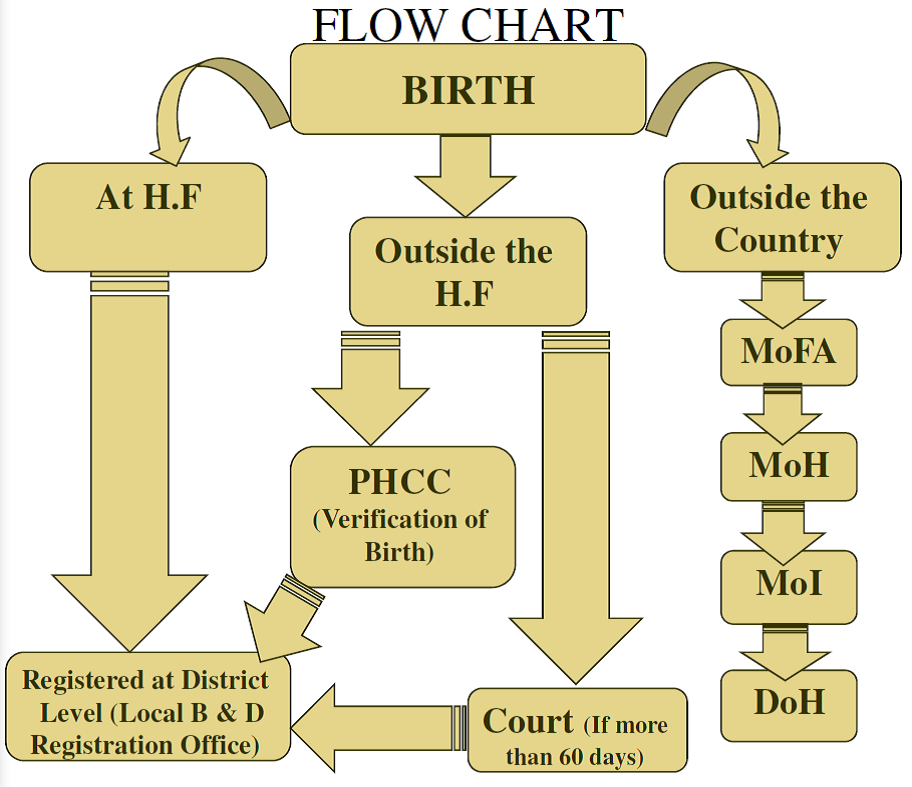 FLOW CHART
BIRTH
At H.F
Outside the
H.F
Outside the
Country
MoFA
MoH
MoI
DoH
PHCC
(Verification of
Birth)
Registered at District
Level (Local B & D
Registration Office)
Court (If more
than 60 days)